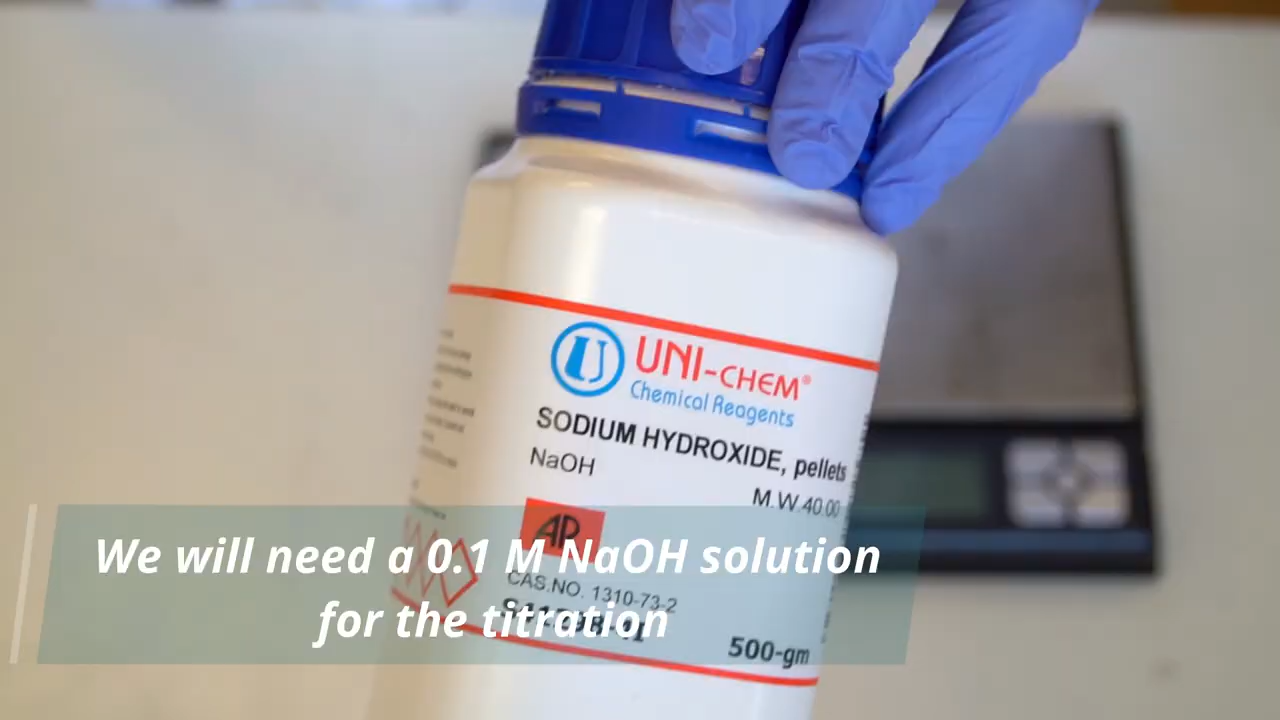 UNI-CHEM®
Chemical Reagents
SODIUM HYDROXIDE, pellets
NaOH
M.W.40.00
AP
We will need a 0.1 M NaOH solution
CAS.NO. 1310-73-2
for the titration
500-gm